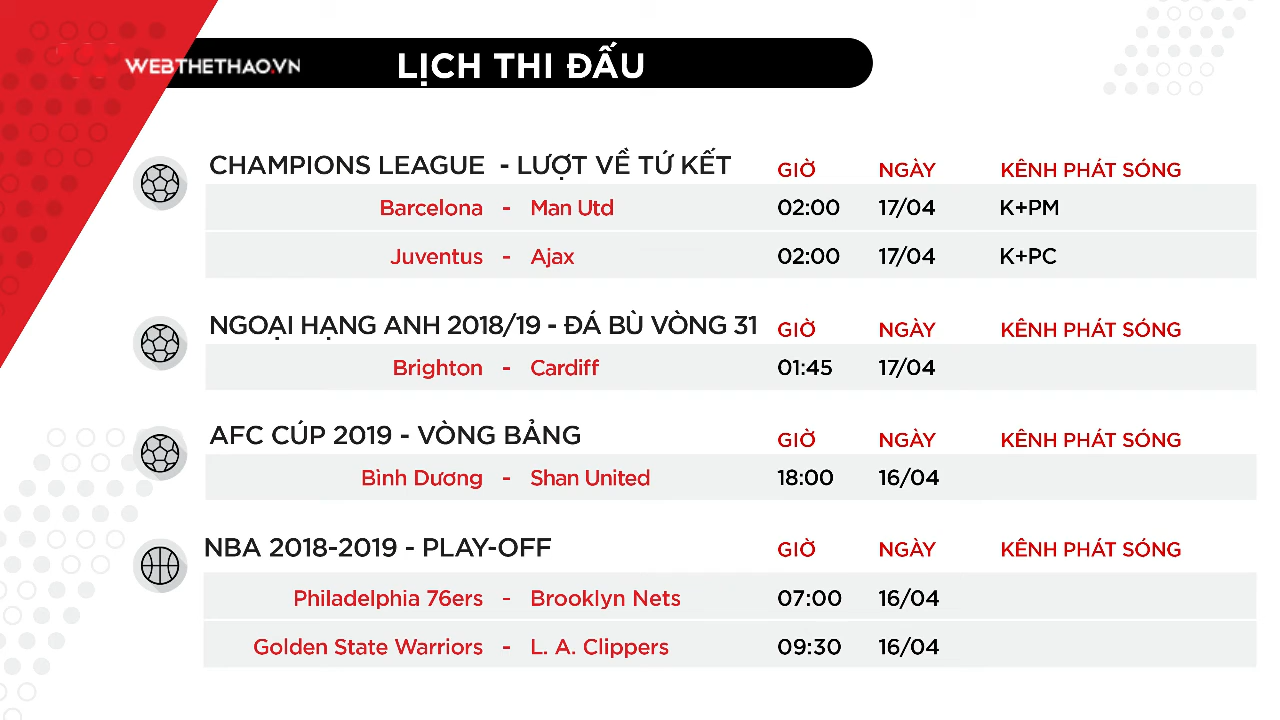 WEBTHETHAO.VN LỊCH THI ĐẤU
CHAMPIONS LEAGUE - LƯỢT VỀ TỨ KẾT GIỜ NGÀY KÊNH PHÁT SÓNG
Barcelona - Man Utd 02:00 17/04 K+PM
Juventus - Ajax 02:00 17/04 K+PC
NGOẠI HẠNG ANH 2018/19 - ĐÁ BÙ VÒNG 31 GIỜ NGÀY KÊNH PHÁT SÓNG
Brighton - Cardiff 01:45 17/04
AFC CÚP 2019 - VÒNG BẢNG GIỜ NGÀY KÊNH PHÁT SÓNG
Bình Dương - Shan United 18:00 16/04
NBA 2018-2019 - PLAY-OFF GIỜ NGÀY KÊNH PHÁT SÓNG
Philadelphia 76ers - Brooklyn Nets 07:00 16/04
Golden State Warriors - L. A. Clippers 09:30 16/04